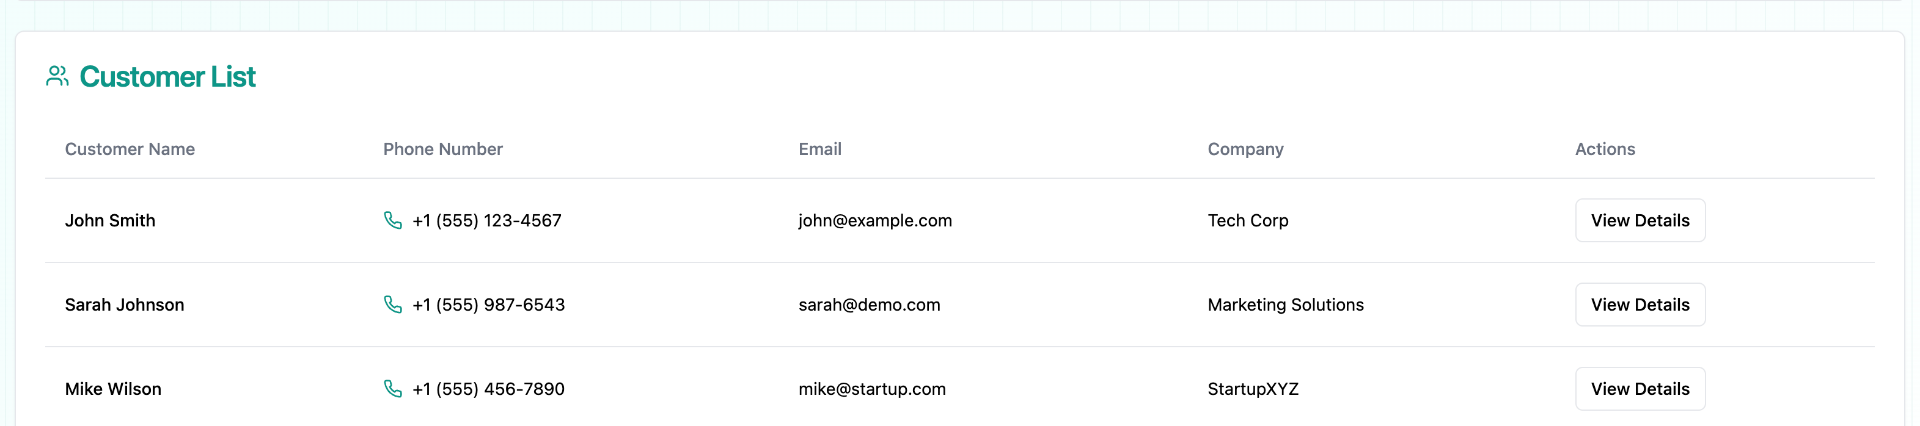 Customer List
Customer Name Phone Number Email Company Actions
John Smith +1 (555) 123-4567 john@example.com Tech Corp View Details
Sarah Johnson +1 (555) 987-6543 sarah@demo.com Marketing Solutions View Details
Mike Wilson +1 (555) 456-7890 mike@startup.com StartupXYZ View Details